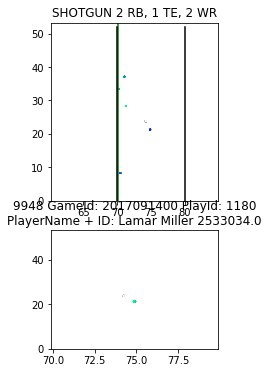 SHOTGUN 2 RB, 1 TE, 2 WR
50
40
30
20
10
0
65 70 75 80
9948 GameId: 2017091400 PlayId: 1180
PlayerName + ID: Lamar Miller 2533034.0
40
20
0
70.0 72.5 75.0 77.5